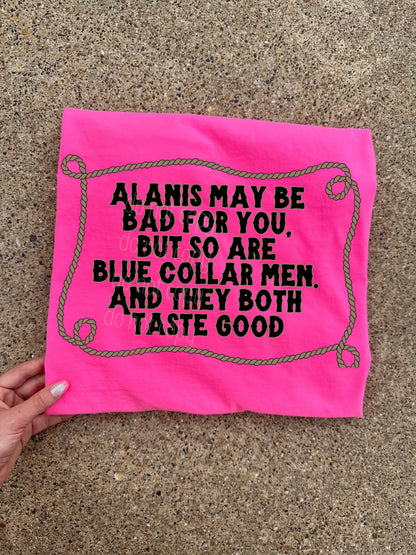 ALANIS MAY BE
BAD FOR YOU,
BUT SO ARE
BLUE COLLAR MEN.
AND THEY BOTH
TASTE GOOD